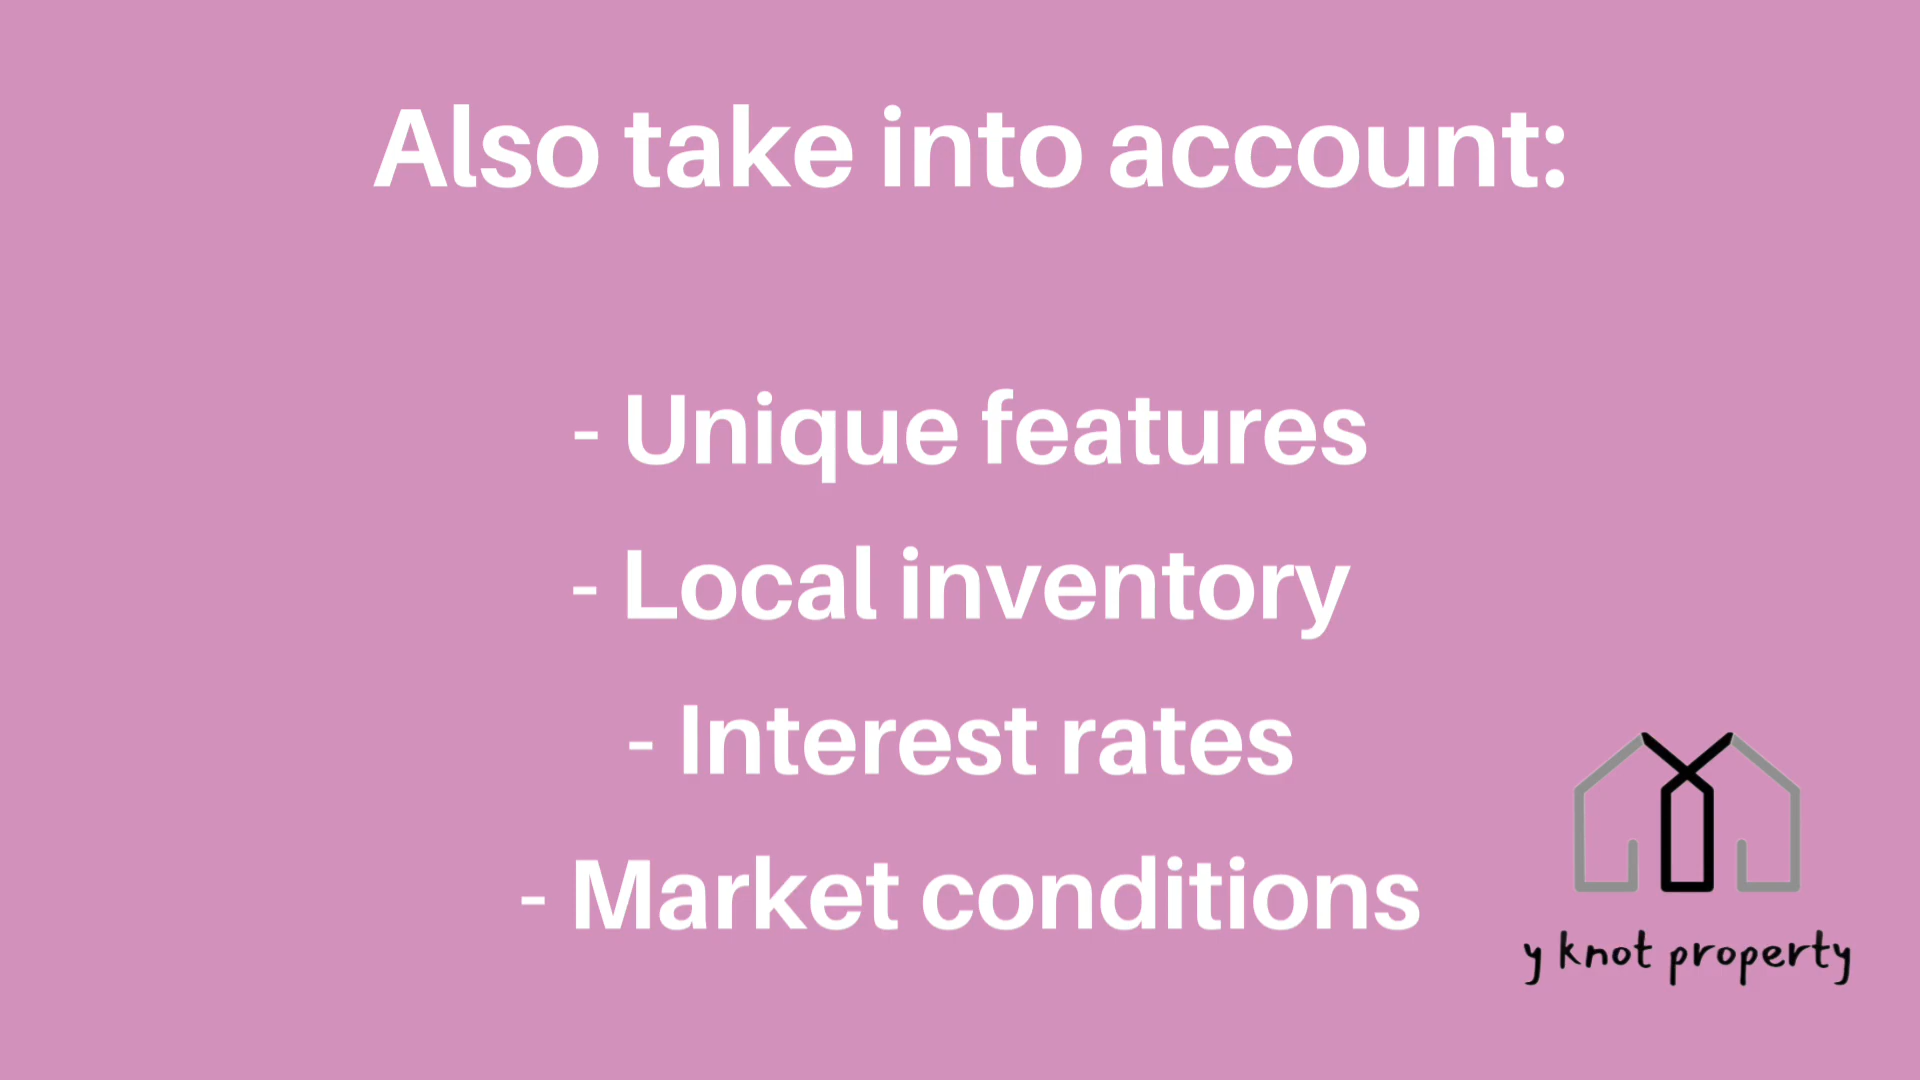 Also take into account:
- Unique features
- Local inventory
- Interest rates
- Market conditions
y knot property